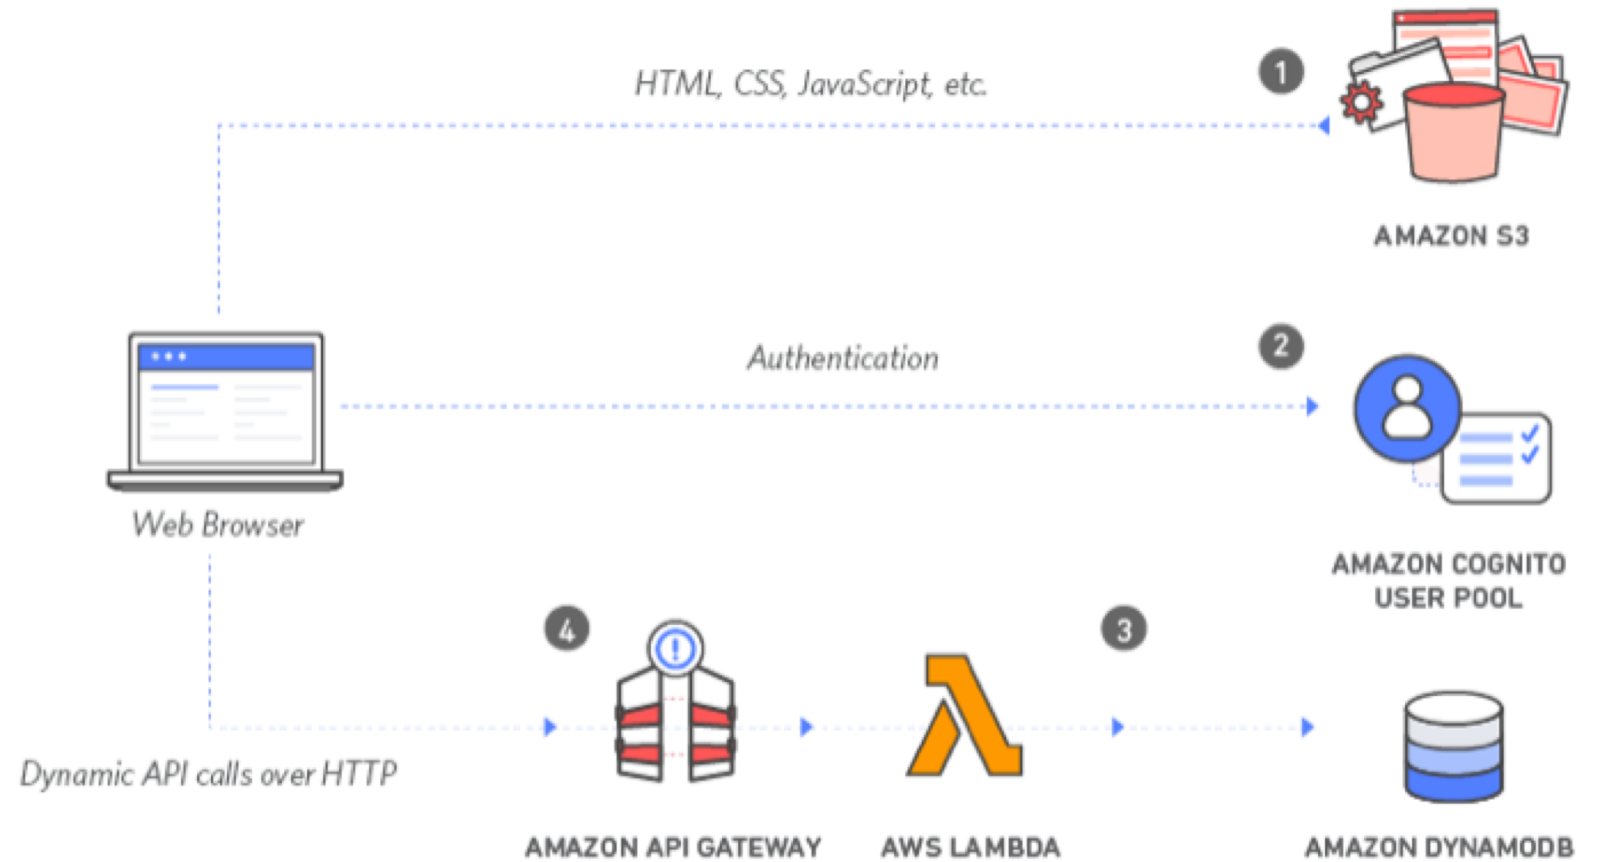 1
HTML, CSS, JavaScript, etc.
AMAZON S3
2
Authentication
Web Browser
AMAZON COGNITO
USER POOL
4
3
Dynamic API calls over HTTP
AMAZON API GATEWAY
AWS LAMBDA
AMAZON DYNAMODB